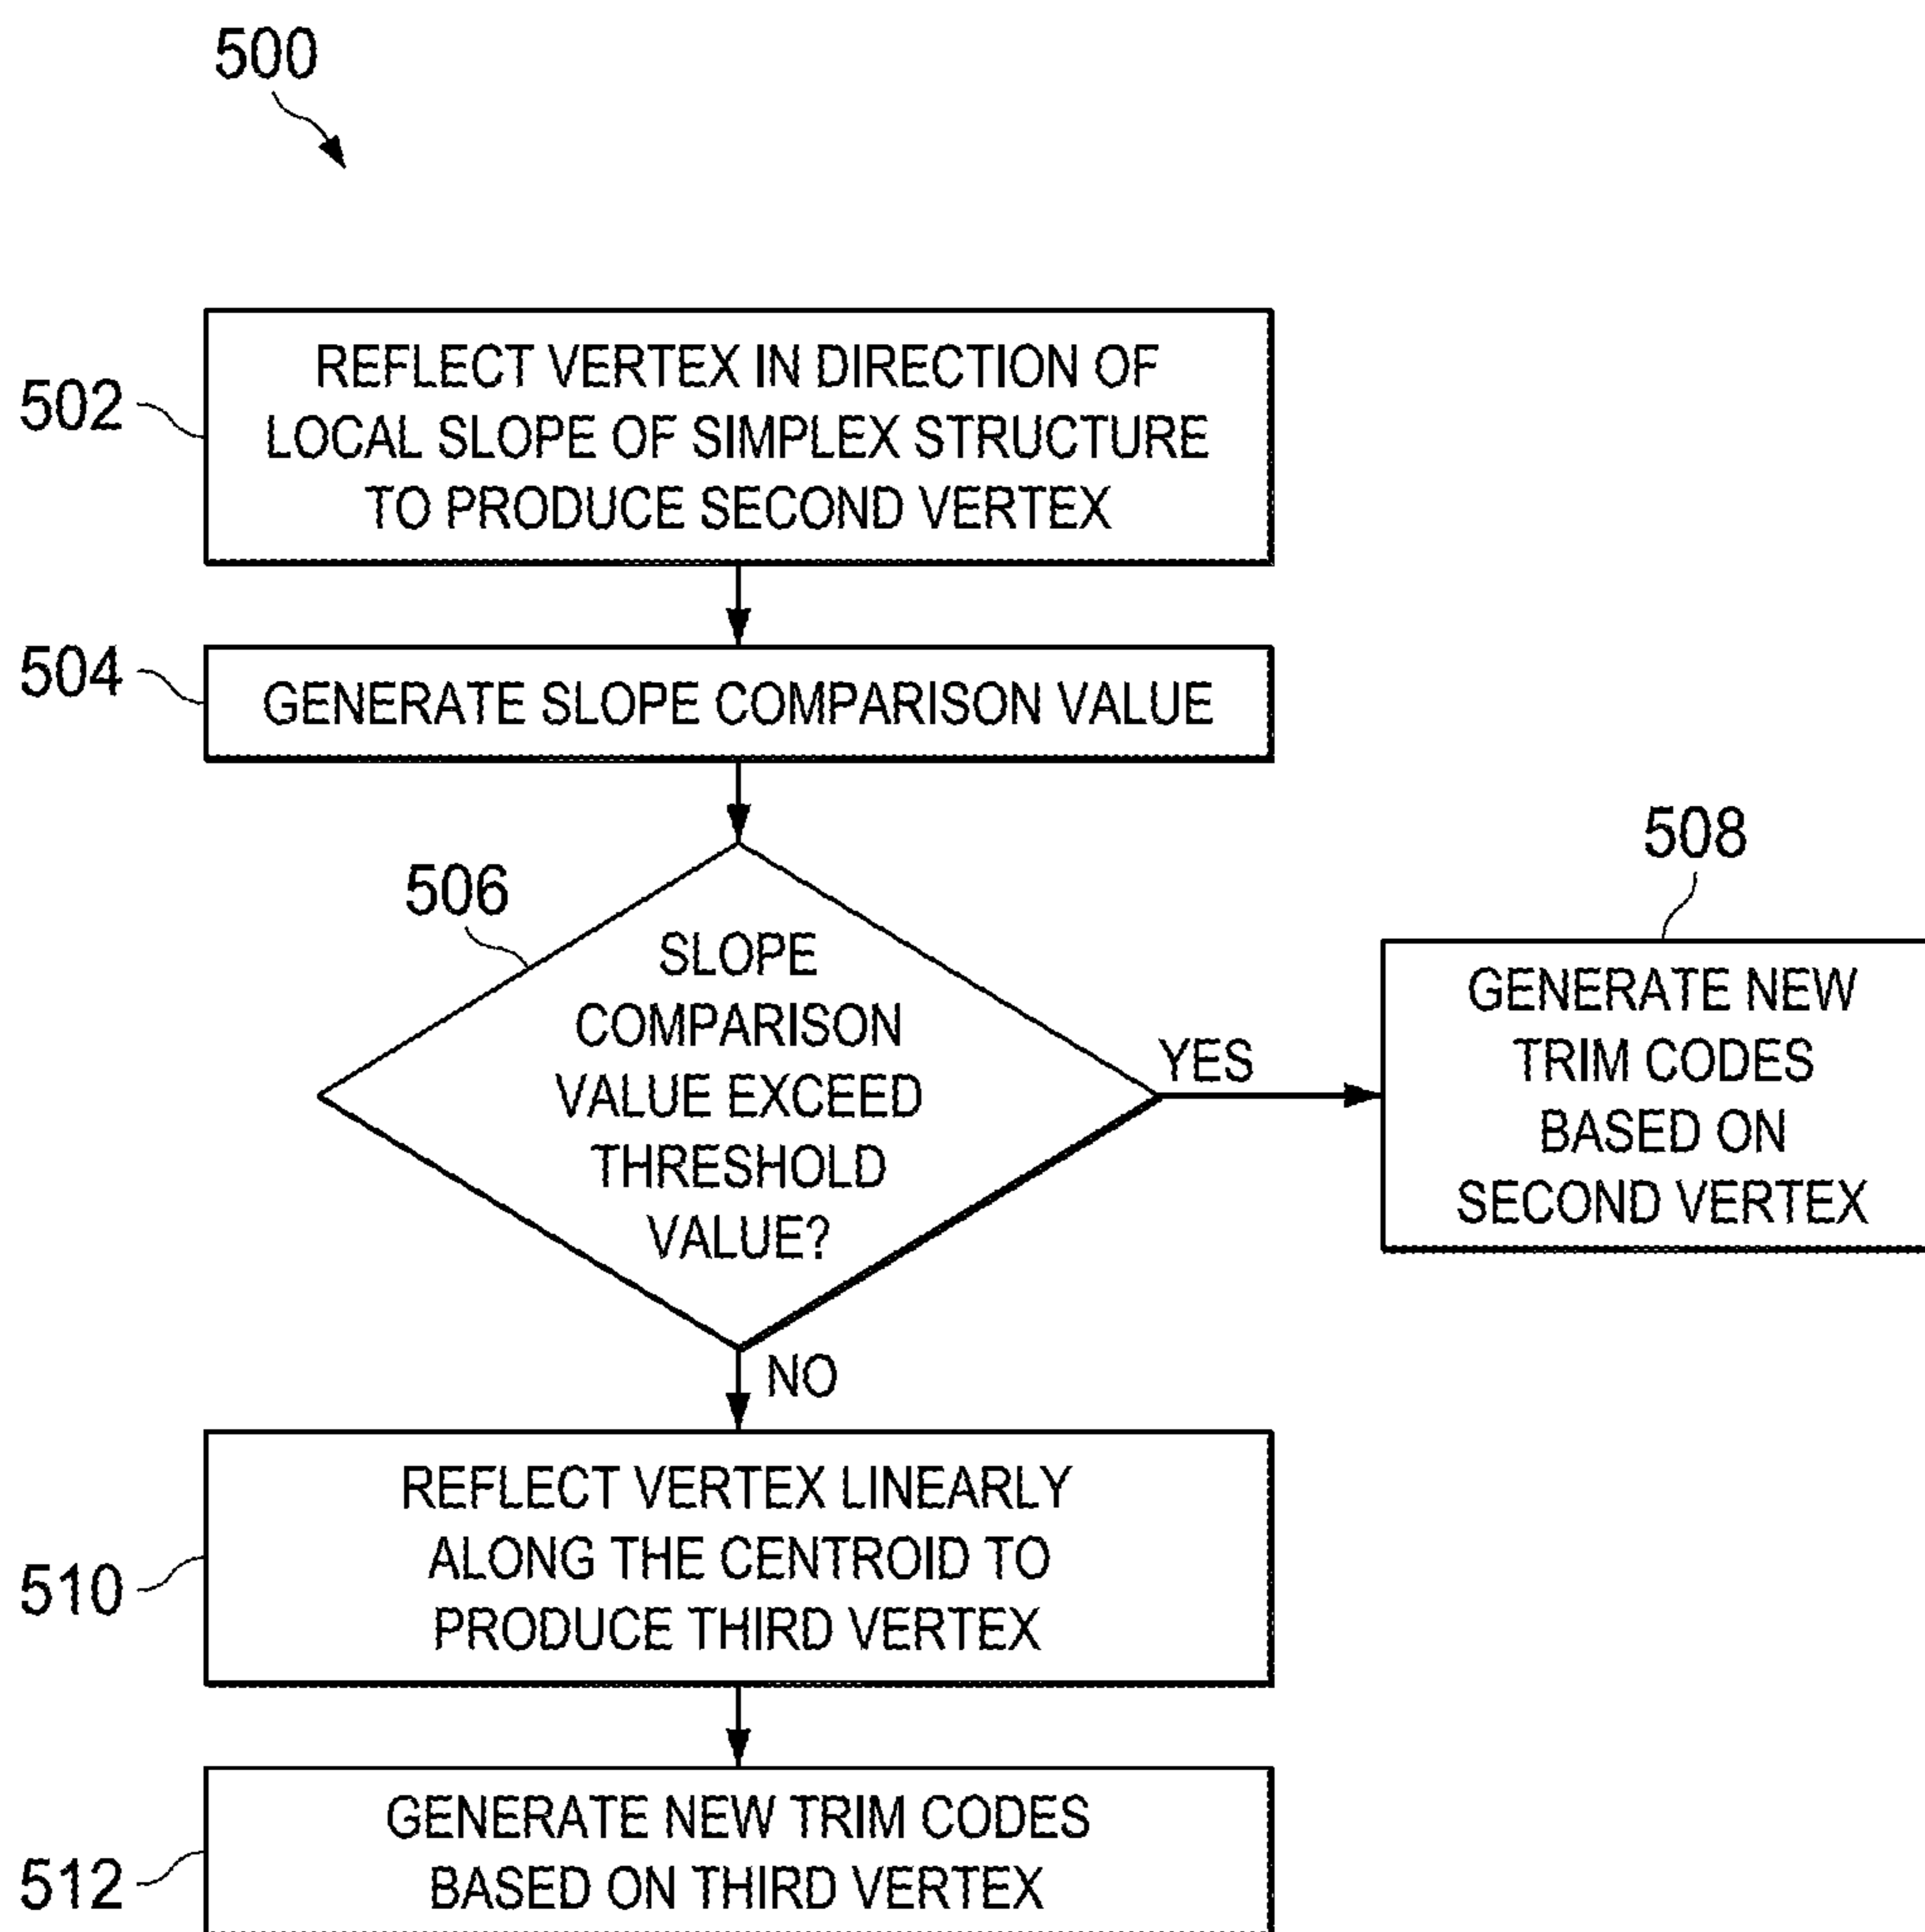 500
502
REFLECT VERTEX IN DIRECTION OF
LOCAL SLOPE OF SIMPLEX STRUCTURE
TO PRODUCE SECOND VERTEX
504
GENERATE SLOPE COMPARISON VALUE
506
SLOPE
COMPARISON
VALUE EXCEED
THRESHOLD
VALUE?
YES
508
GENERATE NEW
TRIM CODES
BASED ON
SECOND VERTEX
NO
510
REFLECT VERTEX LINEARLY
ALONG THE CENTROID TO
PRODUCE THIRD VERTEX
512
GENERATE NEW TRIM CODES
BASED ON THIRD VERTEX